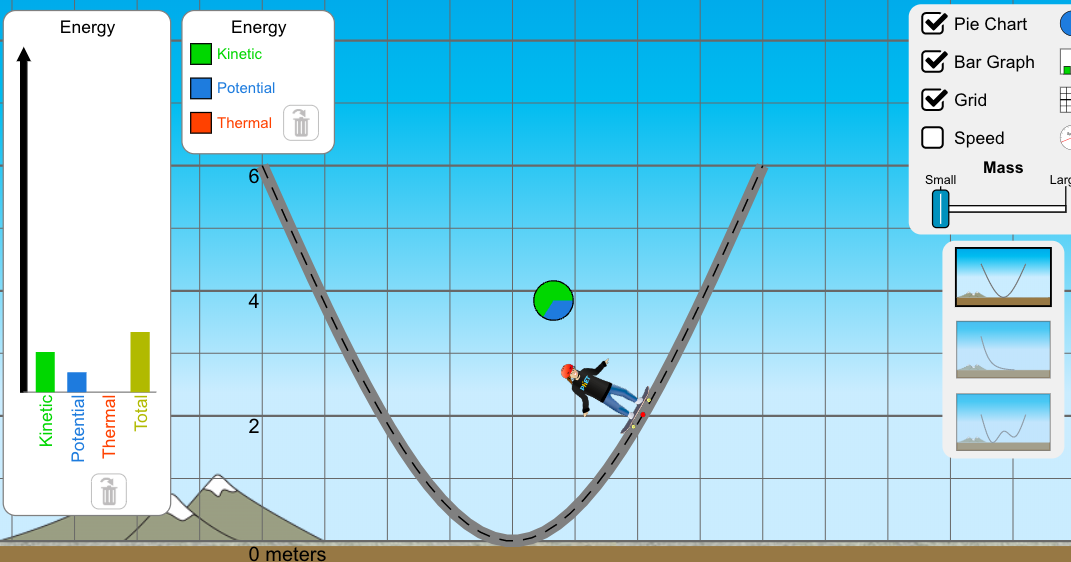 Energy
Kinetic
Potential
Thermal
Total
Energy
Kinetic
Potential
Thermal
6
4
2
0 meters
Pie Chart
Bar Graph
Grid
Speed
Mass
Small
Larg